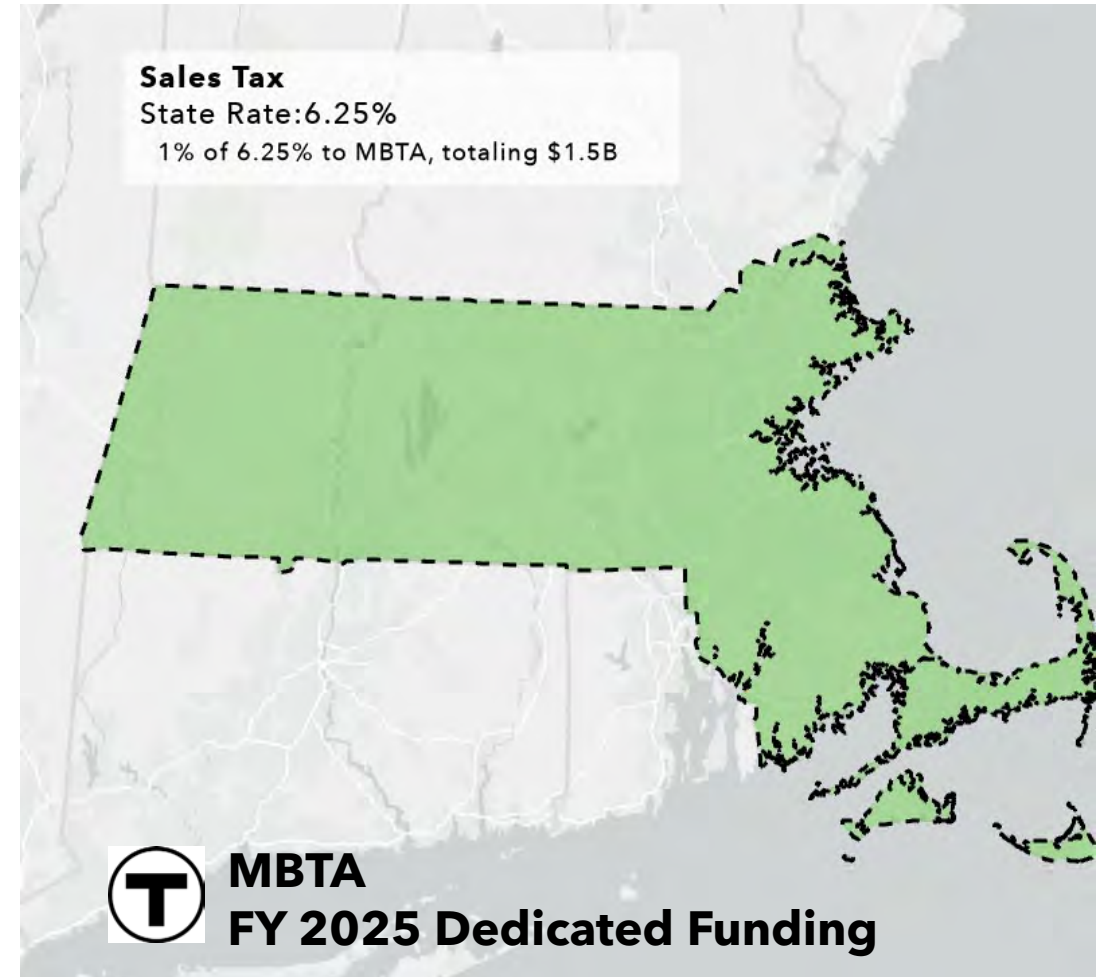 Sales Tax
State Rate:6.25%
1% of 6.25% to MBTA, totaling $1.5B
T
MBTA
FY 2025 Dedicated Funding